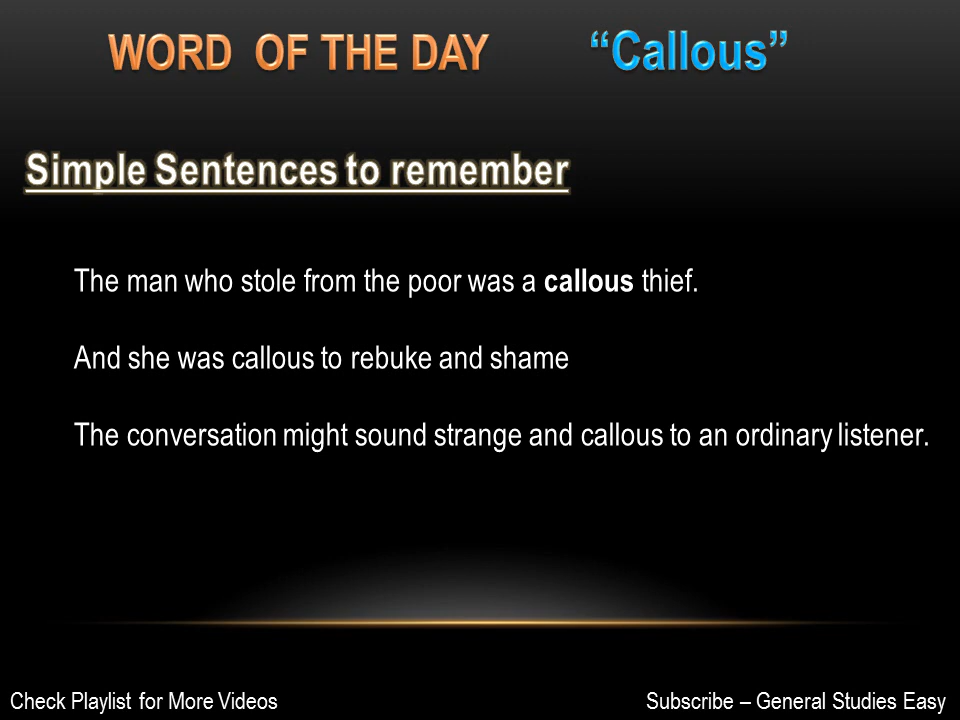 WORD OF THE DAY “Callous”
Simple Sentences to remember
The man who stole from the poor was a callous thief.
And she was callous to rebuke and shame
The conversation might sound strange and callous to an ordinary listener.
Check Playlist for More Videos
Subscribe – General Studies Easy